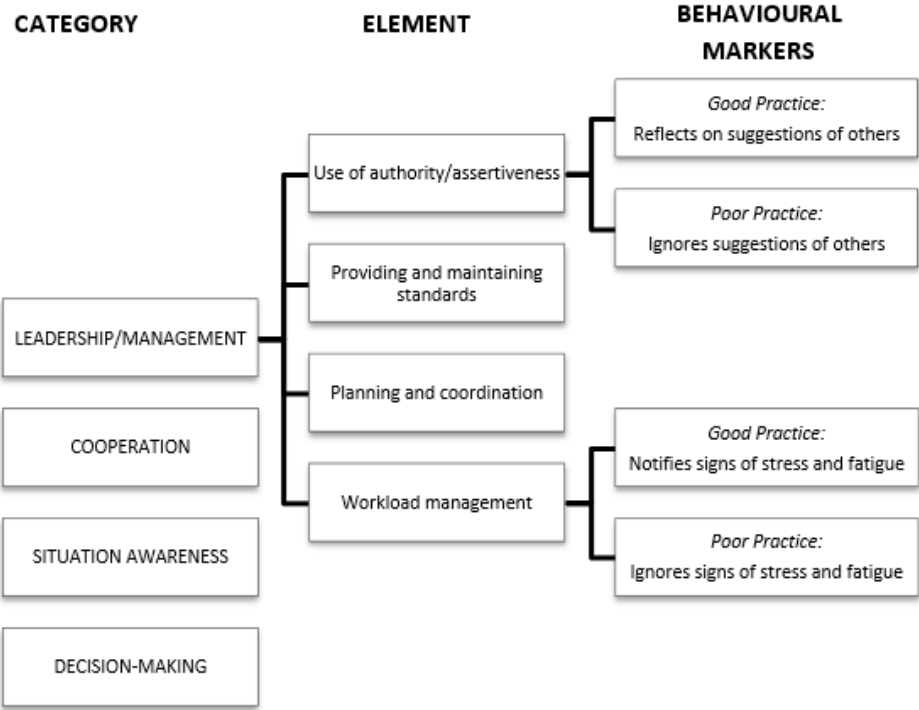 CATEGORY
ELEMENT
BEHAVIOURAL
MARKERS
LEADERSHIP/MANAGEMENT
COOPERATION
SITUATION AWARENESS
DECISION-MAKING
Use of authority/assertiveness
Providing and maintaining
standards
Planning and coordination
Workload management
Good Practice:
Reflects on suggestions of others
Poor Practice:
Ignores suggestions of others
Good Practice:
Notifies signs of stress and fatigue
Poor Practice:
Ignores signs of stress and fatigue